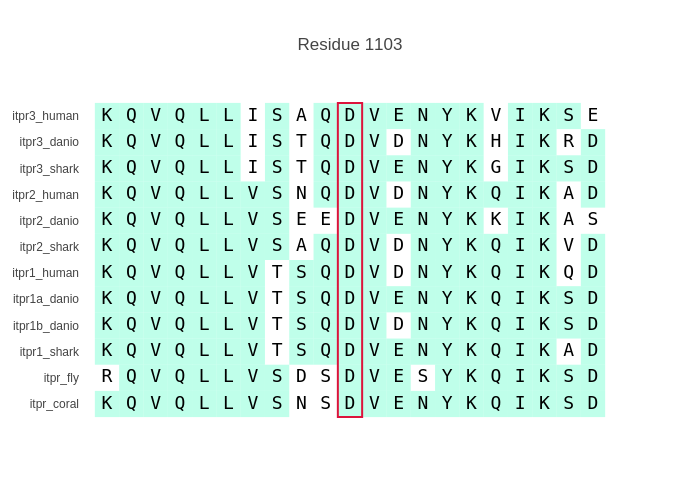 Residue 1103
itpr3_human K Q V Q L L I S A Q D V E N Y K V I K S E
itpr3_danio K Q V Q L L I S T Q D V D N Y K H I K R D
itpr3_shark K Q V Q L L I S T Q D V E N Y K G I K S D
itpr2_human K Q V Q L L V S N Q D V D N Y K Q I K A D
itpr2_danio K Q V Q L L V S E E D V E N Y K K I K A S
itpr2_shark K Q V Q L L V S A Q D V D N Y K Q I K V D
itpr1_human K Q V Q L L V T S Q D V D N Y K Q I K Q D
itpr1a_danio K Q V Q L L V T S Q D V E N Y K Q I K S D
itpr1b_danio K Q V Q L L V T S Q D V D N Y K Q I K S D
itpr1_shark K Q V Q L L V T S Q D V E N Y K Q I K A D
itpr_fly R Q V Q L L V S D S D V E S Y K Q I K S D
itpr_coral K Q V Q L L V S N S D V E N Y K Q I K S D